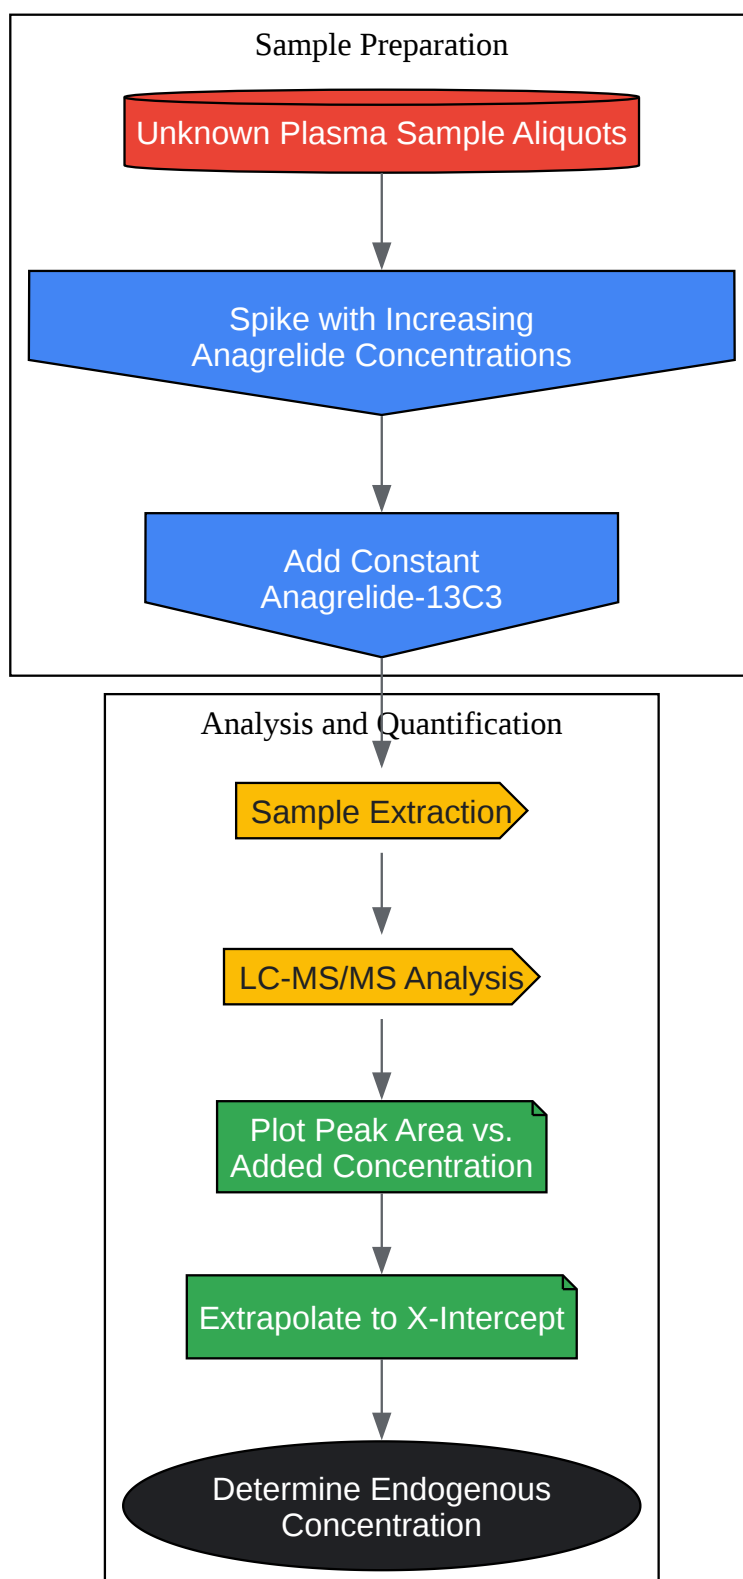 Sample Preparation
Unknown Plasma Sample Aliquots
Spike with Increasing
Anagrelide Concentrations
Add Constant
Anagrelide-13C3
Analysis and Quantification
Sample Extraction
LC-MS/MS Analysis
Plot Peak Area vs.
Added Concentration
Extrapolate to X-Intercept
Determine Endogenous
Concentration